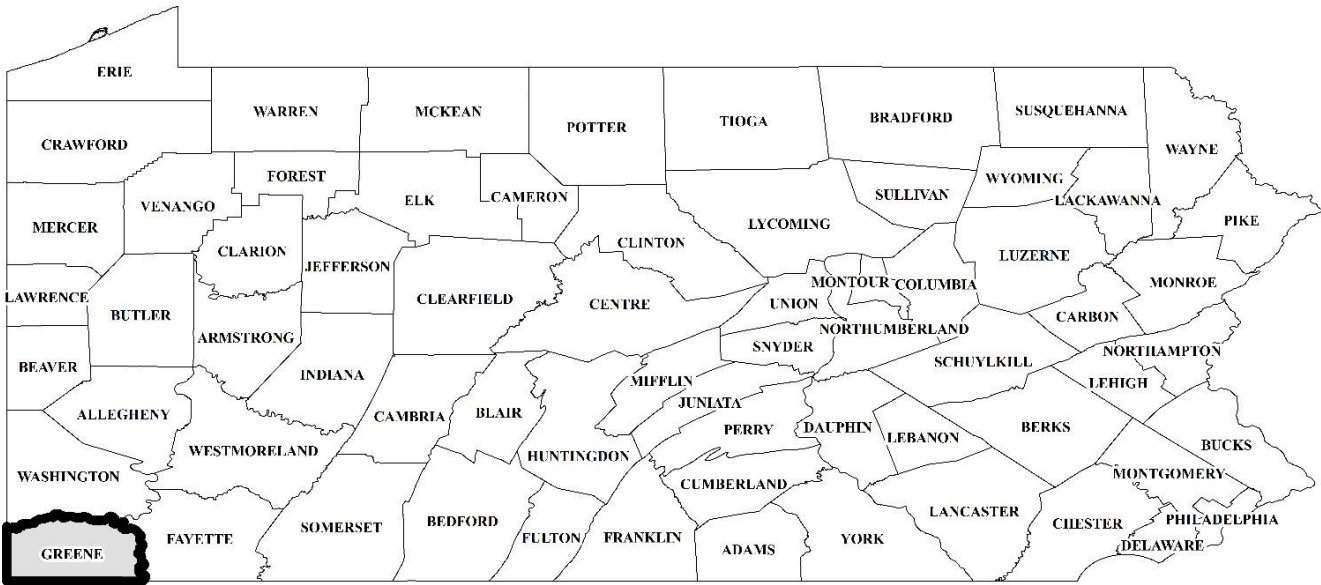 ERIE
WARREN
MCKEAN
POTTER
TIOGA
BRADFORD
SUSQUEHANNA
CRAWFORD
WAYNE
FOREST
VENANGO
ELK
CAMERON
SULLIVAN
WYOMING
LACKAWANNA
MERCER
CLARION
JEFFERSON
CLINTON
LYCOMING
PIKE
LUZERNE
LAWRENCE
BUTLER
CLEARFIELD
CENTRE
UNION
MONTOUR
COLUMBIA
MONROE
ARMSTRONG
NORTHUMBERLAND
CARBON
BEAVER
INDIANA
SNYDER
SCHUYLKILL
NORTHAMPTON
MIFFLIN
LEHIGH
ALLEGHENY
CAMBRIA
BLAIR
JUNIATA
PERRY
DAUPHIN
LEBANON
BERKS
BUCKS
WESTMORELAND
HUNTINGDON
WASHINGTON
CUMBERLAND
MONTGOMERY
GREENE
FAYETTE
SOMERSET
BEDFORD
FULTON
FRANKLIN
ADAMS
YORK
LANCASTER
CHESTER
PHILADELPHIA
DELAWARE